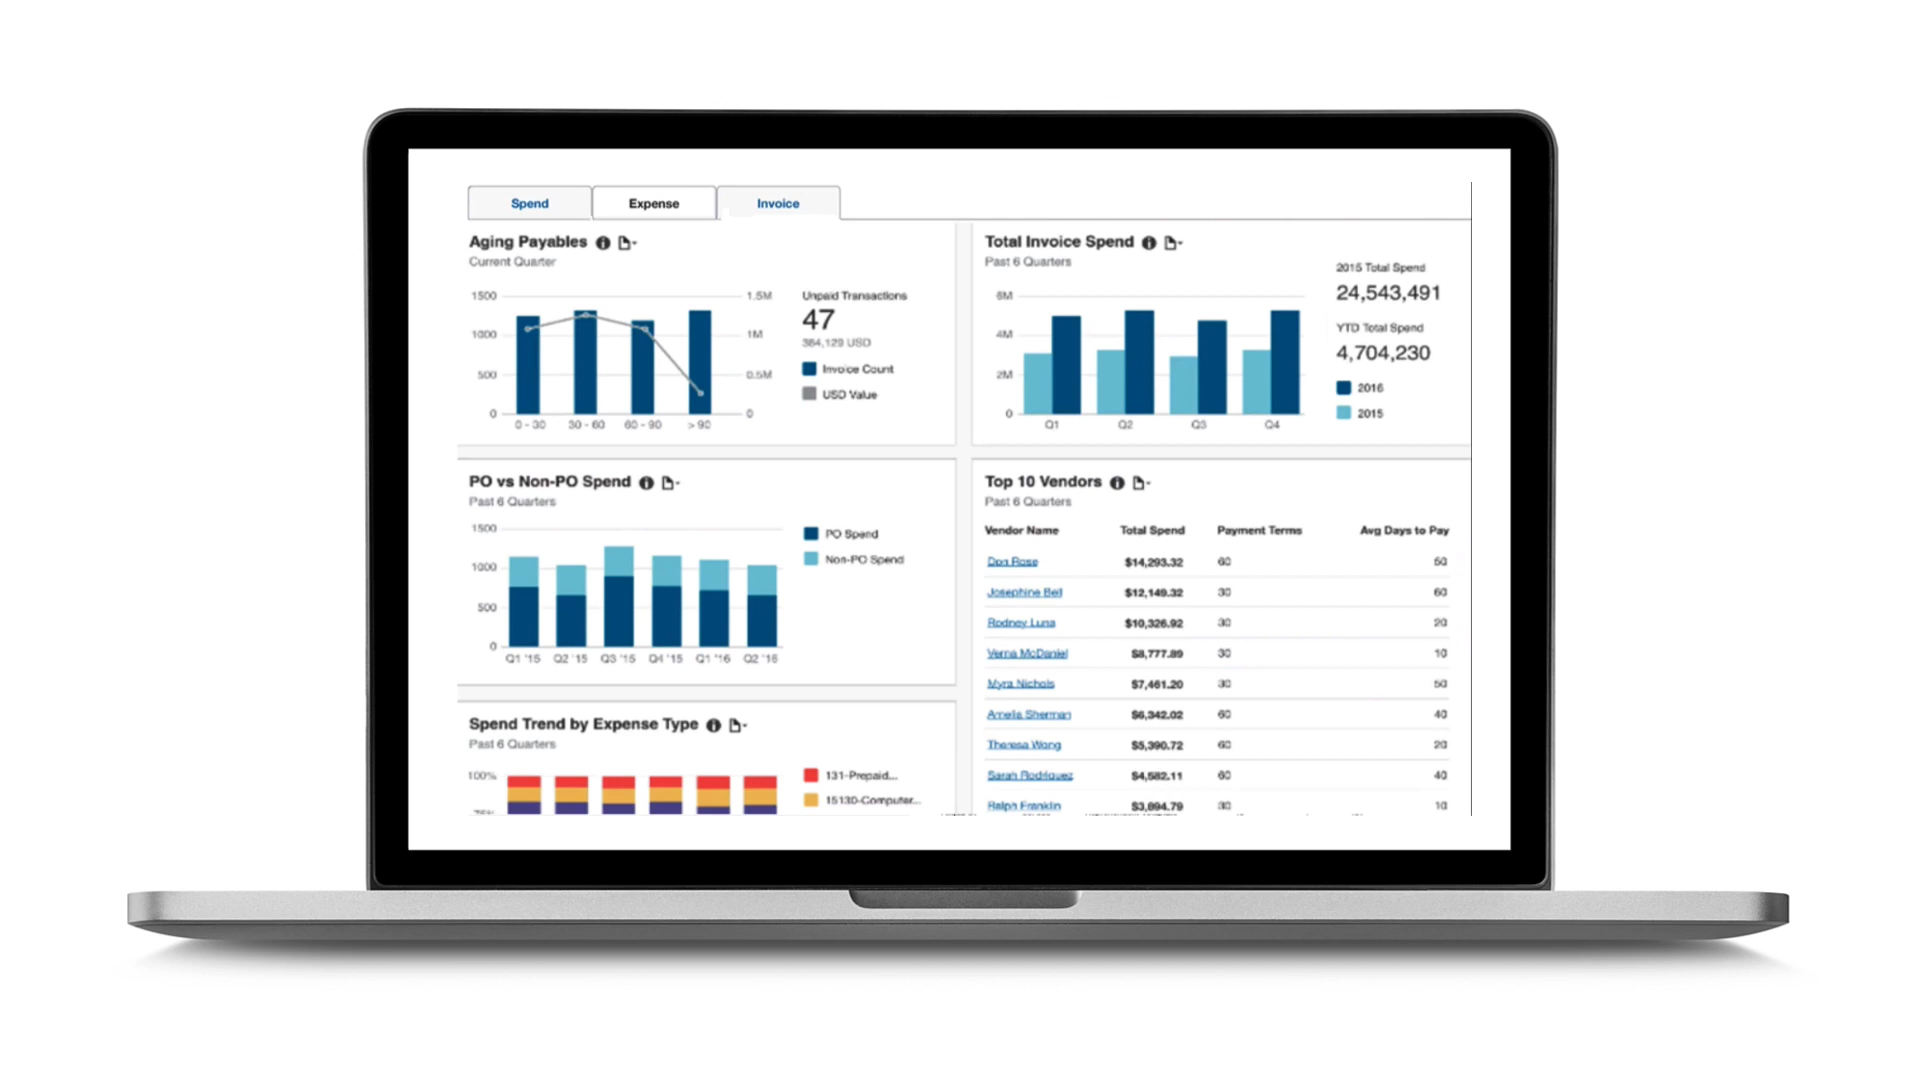 Spend Expense Invoice
Aging Payables
Current Quarter
1500 1.5M
1000 1M
500 0.5M
0 0
0 - 30 30 - 60 60 - 90 > 90
Unpaid Transactions
47
364,129 USD
Invoice Count
USD Value
Total Invoice Spend
Past 6 Quarters
6M
4M
2M
0
Q1 Q2 Q3 Q4
2015 Total Spend
24,543,491
YTD Total Spend
4,704,230
2016
2015
PO vs Non-PO Spend
Past 6 Quarters
1500
1000
500
0
Q1 '15 Q2 '15 Q3 '15 Q4 '15 Q1 '16 Q2 '16
PO Spend
Non-PO Spend
Top 10 Vendors
Past 6 Quarters
Vendor Name Total Spend Payment Terms Avg Days to Pay
Don Rose $14,293.32 60 50
Josephine Bell $12,149.32 30 60
Rodney Luna $10,326.92 30 20
Verna McDaniel $8,777.89 30 10
Myra Nichols $7,461.20 30 50
Amelia Sherman $6,342.02 60 40
Theresa Wong $5,390.72 60 20
Sarah Rodriguez $4,582.11 60 40
Ralph Franklin $3,894.79 30 10
Spend Trend by Expense Type
Past 6 Quarters
100%
131-Prepaid...
15130-Computer...